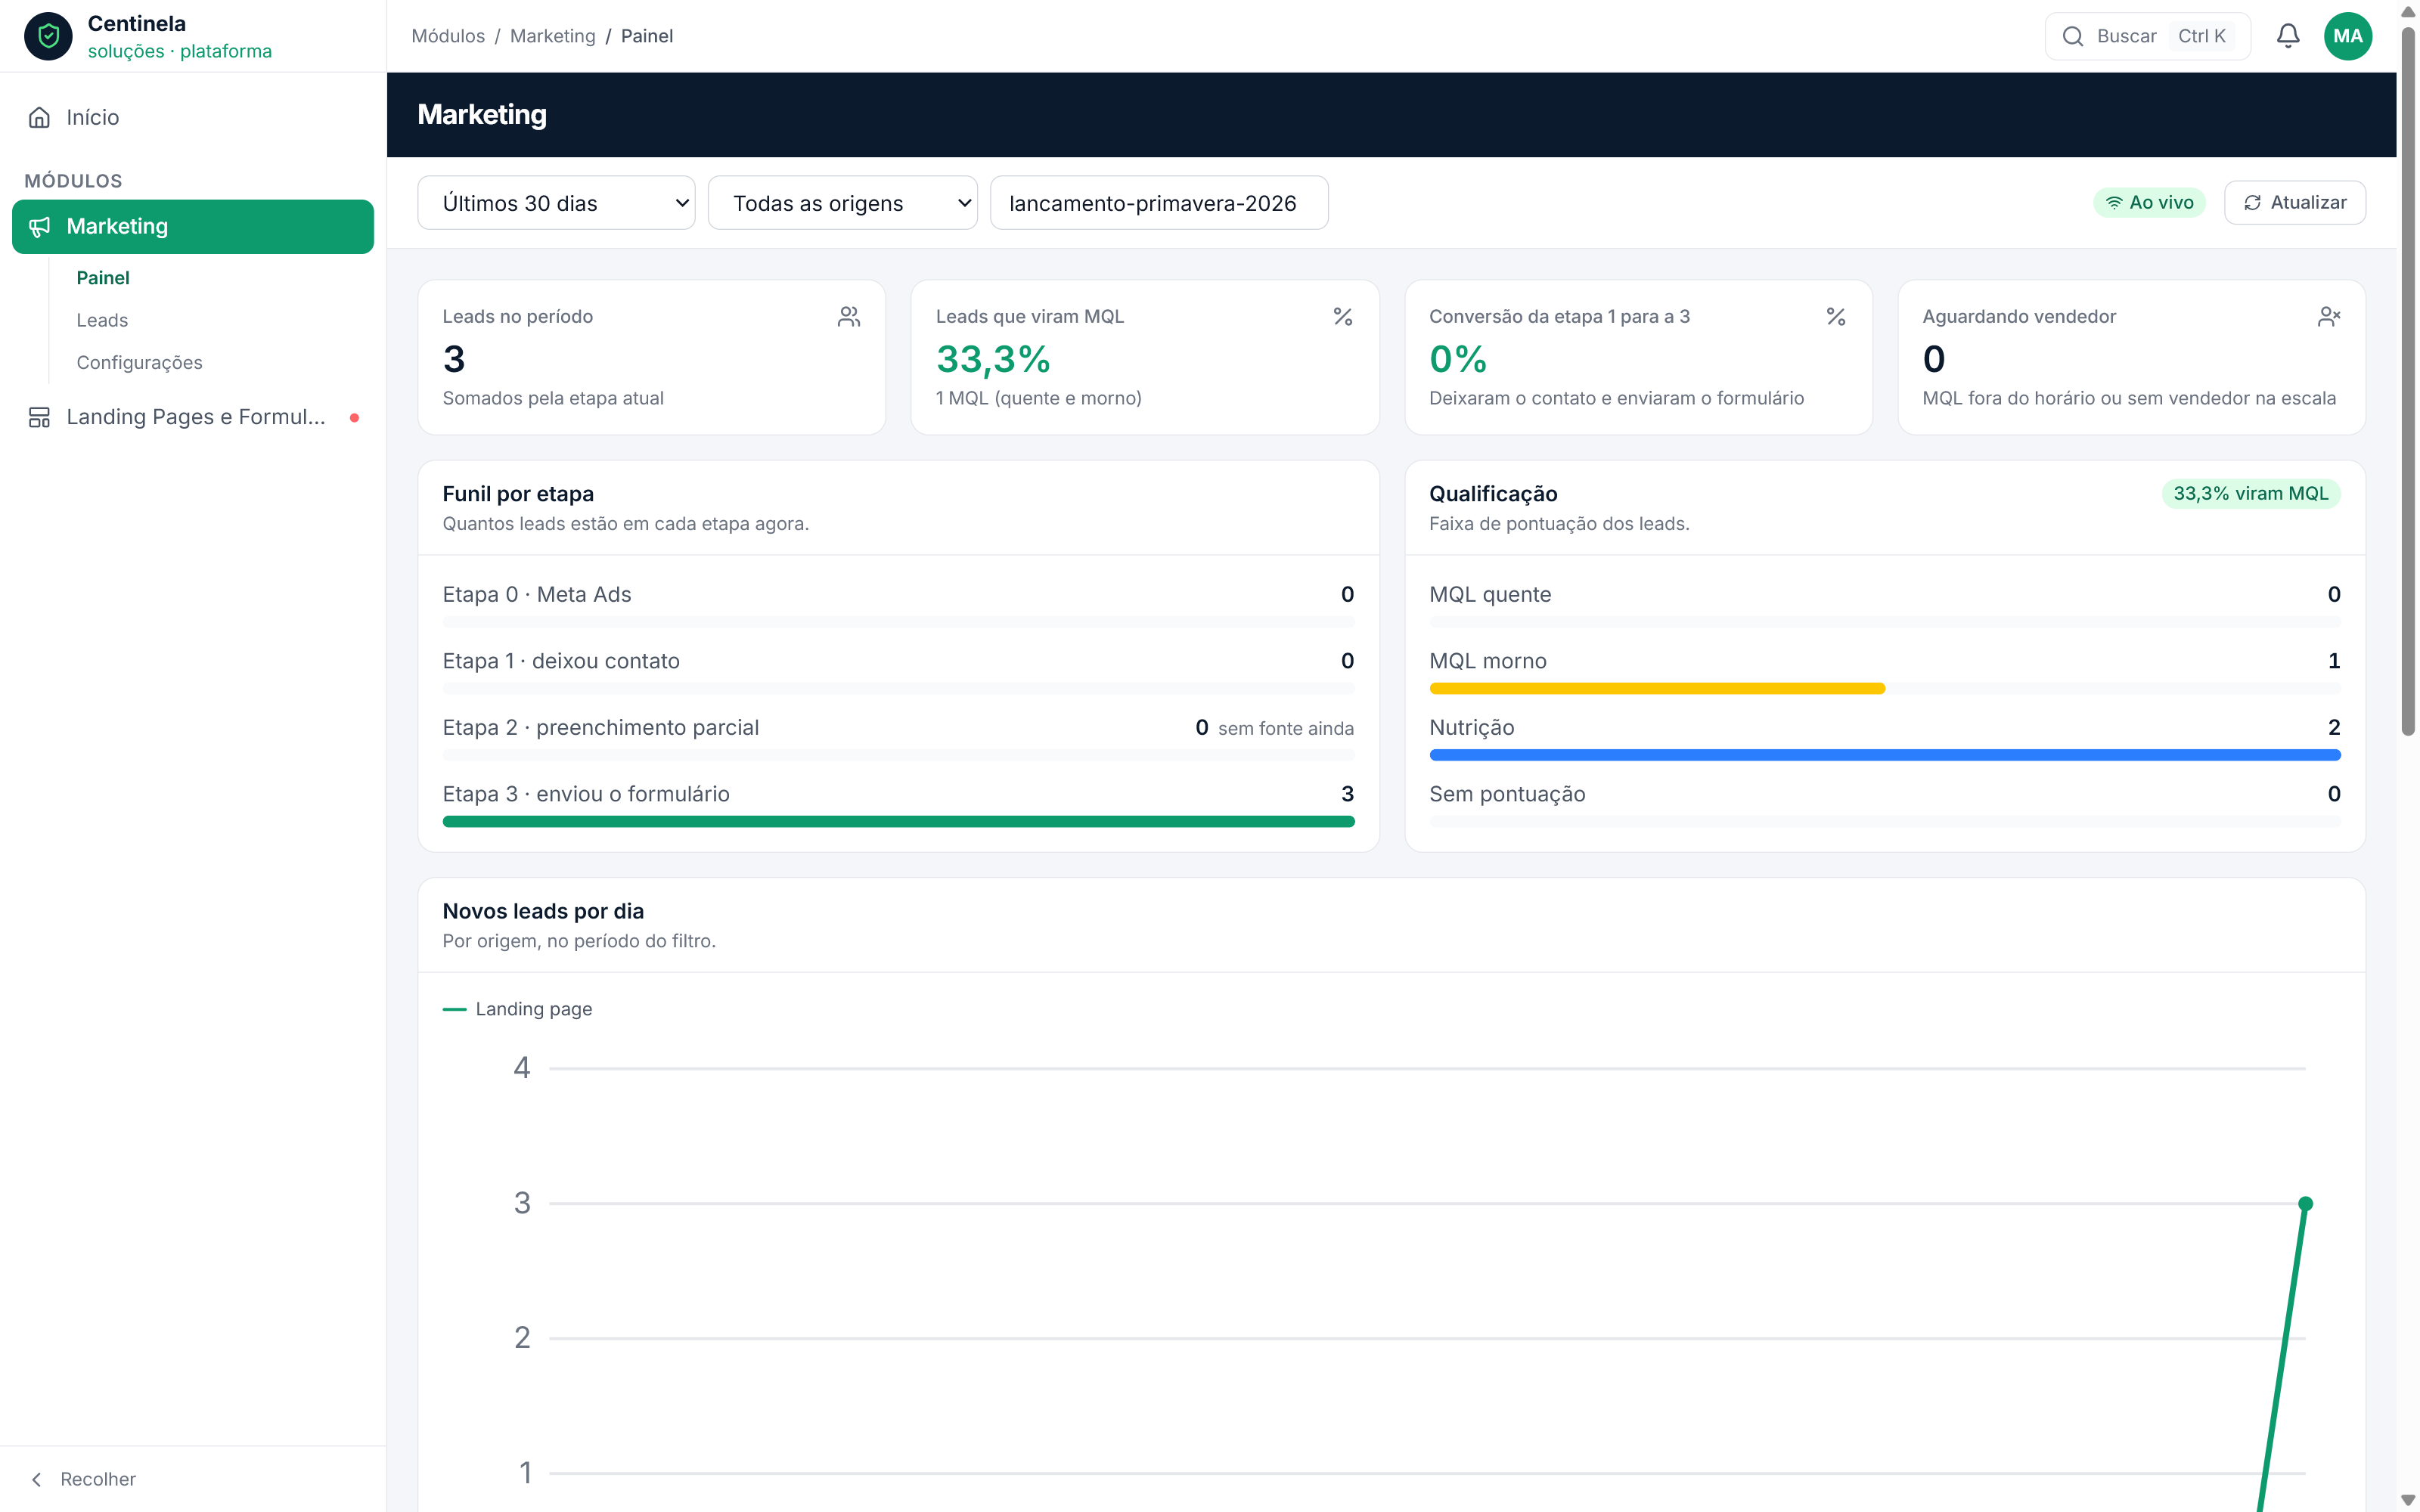 Centinela
soluções · plataforma
Início
MÓDULOS
Marketing
Painel
Leads
Configurações
Landing Pages e Formul...
Recolher
Módulos / Marketing / Painel
Buscar Ctrl K
MA
Marketing
Últimos 30 dias
Todas as origens
lancamento-primavera-2026
Ao vivo
Atualizar
Leads no período
3
Somados pela etapa atual
Leads que viram MQL
33,3%
1 MQL (quente e morno)
Conversão da etapa 1 para a 3
0%
Deixaram o contato e enviaram o formulário
Aguardando vendedor
0
MQL fora do horário ou sem vendedor na escala
Funil por etapa
Quantos leads estão em cada etapa agora.
Etapa 0 · Meta Ads 0
Etapa 1 · deixou contato 0
Etapa 2 · preenchimento parcial 0 sem fonte ainda
Etapa 3 · enviou o formulário 3
Qualificação
33,3% viram MQL
Faixa de pontuação dos leads.
MQL quente 0
MQL morno 1
Nutrição 2
Sem pontuação 0
Novos leads por dia
Por origem, no período do filtro.
Landing page
4
3
2
1